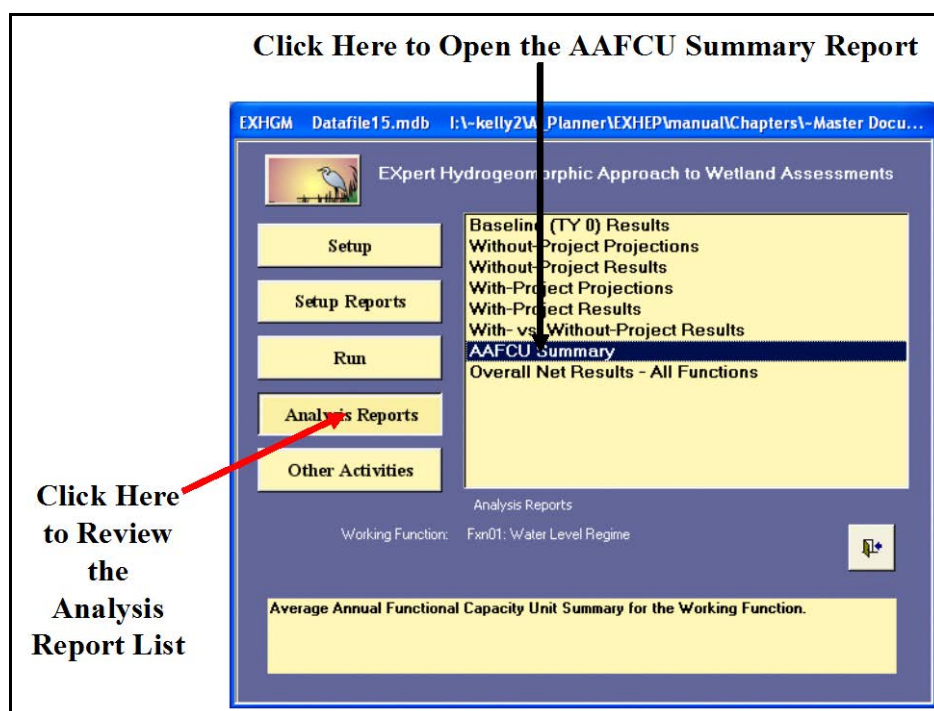 Click Here to Open the AAFCU Summary Report
EXHGM Datafile15.mdb I:\~kelly2\A_Planner\EXHEP\manual\Chapters\~Master Docu...
EXpert Hydrogeomorphic Approach to Wetland Assessments
Setup
Setup Reports
Run
Analysis Reports
Other Activities
Baseline (TY 0) Results
Without-Project Projections
Without-Project Results
With-Project Projections
With-Project Results
With- vs. Without-Project Results
AAFCU Summary
Overall Net Results - All Functions
Analysis Reports
Working Function: Fxn01: Water Level Regime
Average Annual Functional Capacity Unit Summary for the Working Function.
Click Here
to Review
the
Analysis
Report List